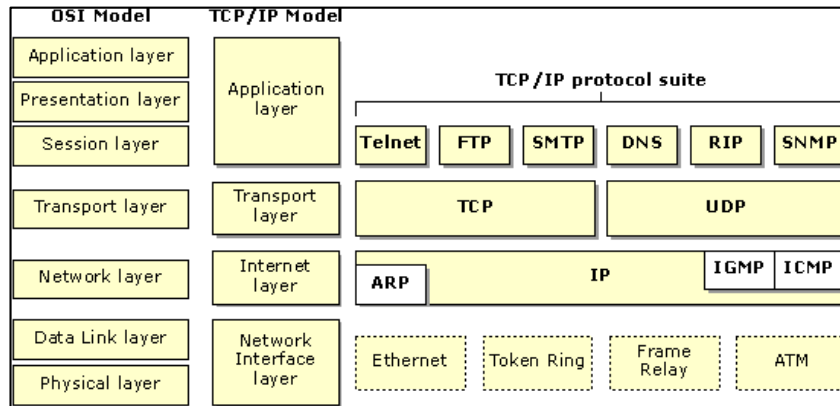 OSI Model
TCP/IP Model
Application layer
Presentation layer
Session layer
Transport layer
Network layer
Data Link layer
Physical layer
Application
layer
Transport
layer
Internet
layer
Network
Interface
layer
TCP/IP protocol suite
Telnet
FTP
SMTP
DNS
RIP
SNMP
TCP
UDP
ARP
IP
IGMP
ICMP
Ethernet
Token Ring
Frame
Relay
ATM